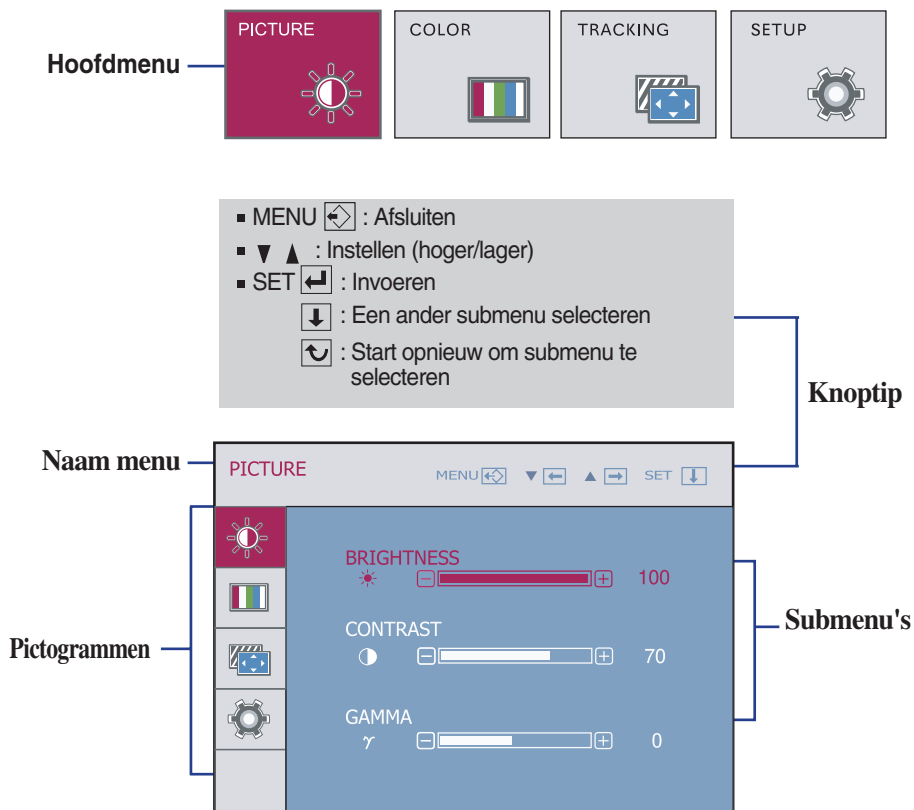 PICTURE COLOR TRACKING SETUP
Hoofdmenu
MENU : Afsluiten
▼ ▲ : Instellen (hoger/lager)
SET : Invoeren
: Een ander submenu selecteren
: Start opnieuw om submenu te
selecteren
Knoptip
Naam menu
PICTURE MENU ▼ ▲ SET
BRIGHTNESS
100
CONTRAST
70
GAMMA
γ 0
Submenu's
Pictogrammen